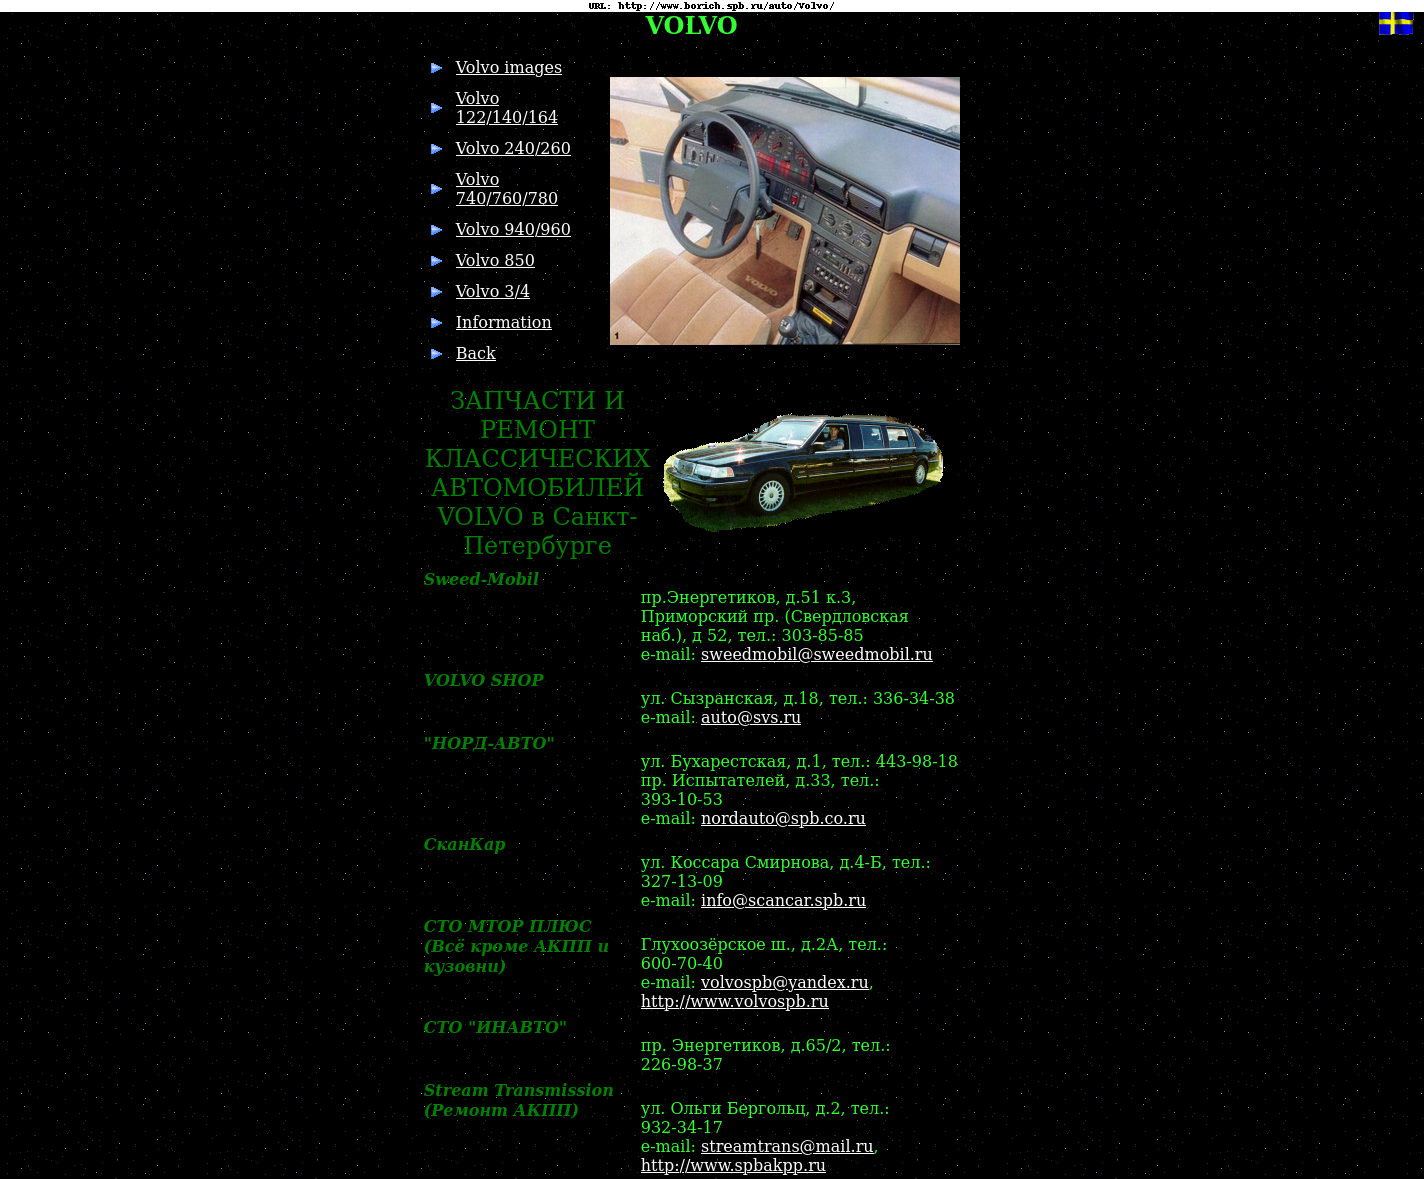 URL: http://www.borich.spb.ru/auto/Volvo/
VOLVO
Volvo images
Volvo
122/140/164
Volvo 240/260
Volvo
740/760/780
Volvo 940/960
Volvo 850
Volvo 3/4
Information
Back
VOLVO
1
ЗАПЧАСТИ И
РЕМОНТ
КЛАССИЧЕСКИХ
АВТОМОБИЛЕЙ
VOLVO в Санкт-
Петербурге
Sweed-Mobil
пр.Энергетиков, д.51 к.3,
Приморский пр. (Свердловская
наб.), д 52, тел.: 303-85-85
e-mail: sweedmobil@sweedmobil.ru
VOLVO SHOP
ул. Сызранская, д.18, тел.: 336-34-38
e-mail: auto@svs.ru
"НОРД-АВТО"
ул. Бухарестская, д.1, тел.: 443-98-18
пр. Испытателей, д.33, тел.:
393-10-53
e-mail: nordauto@spb.co.ru
СканКар
ул. Коссара Смирнова, д.4-Б, тел.:
327-13-09
e-mail: info@scancar.spb.ru
СТО МТОР ПЛЮС
(Всё кроме АКПП и
кузовни)
Глухоозёрское ш., д.2А, тел.:
600-70-40
e-mail: volvospb@yandex.ru,
http://www.volvospb.ru
СТО "ИНАВТО"
пр. Энергетиков, д.65/2, тел.:
226-98-37
Stream Transmission
(Ремонт АКПП)
ул. Ольги Бергольц, д.2, тел.:
932-34-17
e-mail: streamtrans@mail.ru,
http://www.spbakpp.ru